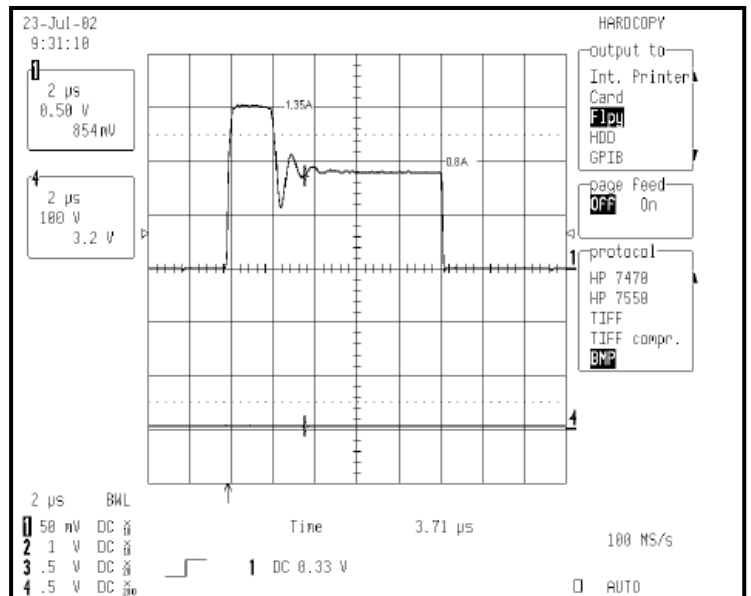 23-Jul-02
9:31:10
HARDCOPY
output to
Int. Printer
Card
Flpy
HDD
GPIB
page feed
Off On
protocol
HP 7470
HP 7550
TIFF
TIFF compr.
BMP
1
2 µs
0.50 V
854mV
4
2 µs
100 V
3.2 V
1.35A
0.8A
1
4
2 µs BWL
1 50 mV DC
2 1 V DC
3 .5 V DC
4 .5 V DC
Time 3.71 µs
1 DC 0.33 V
100 MS/s
AUTO